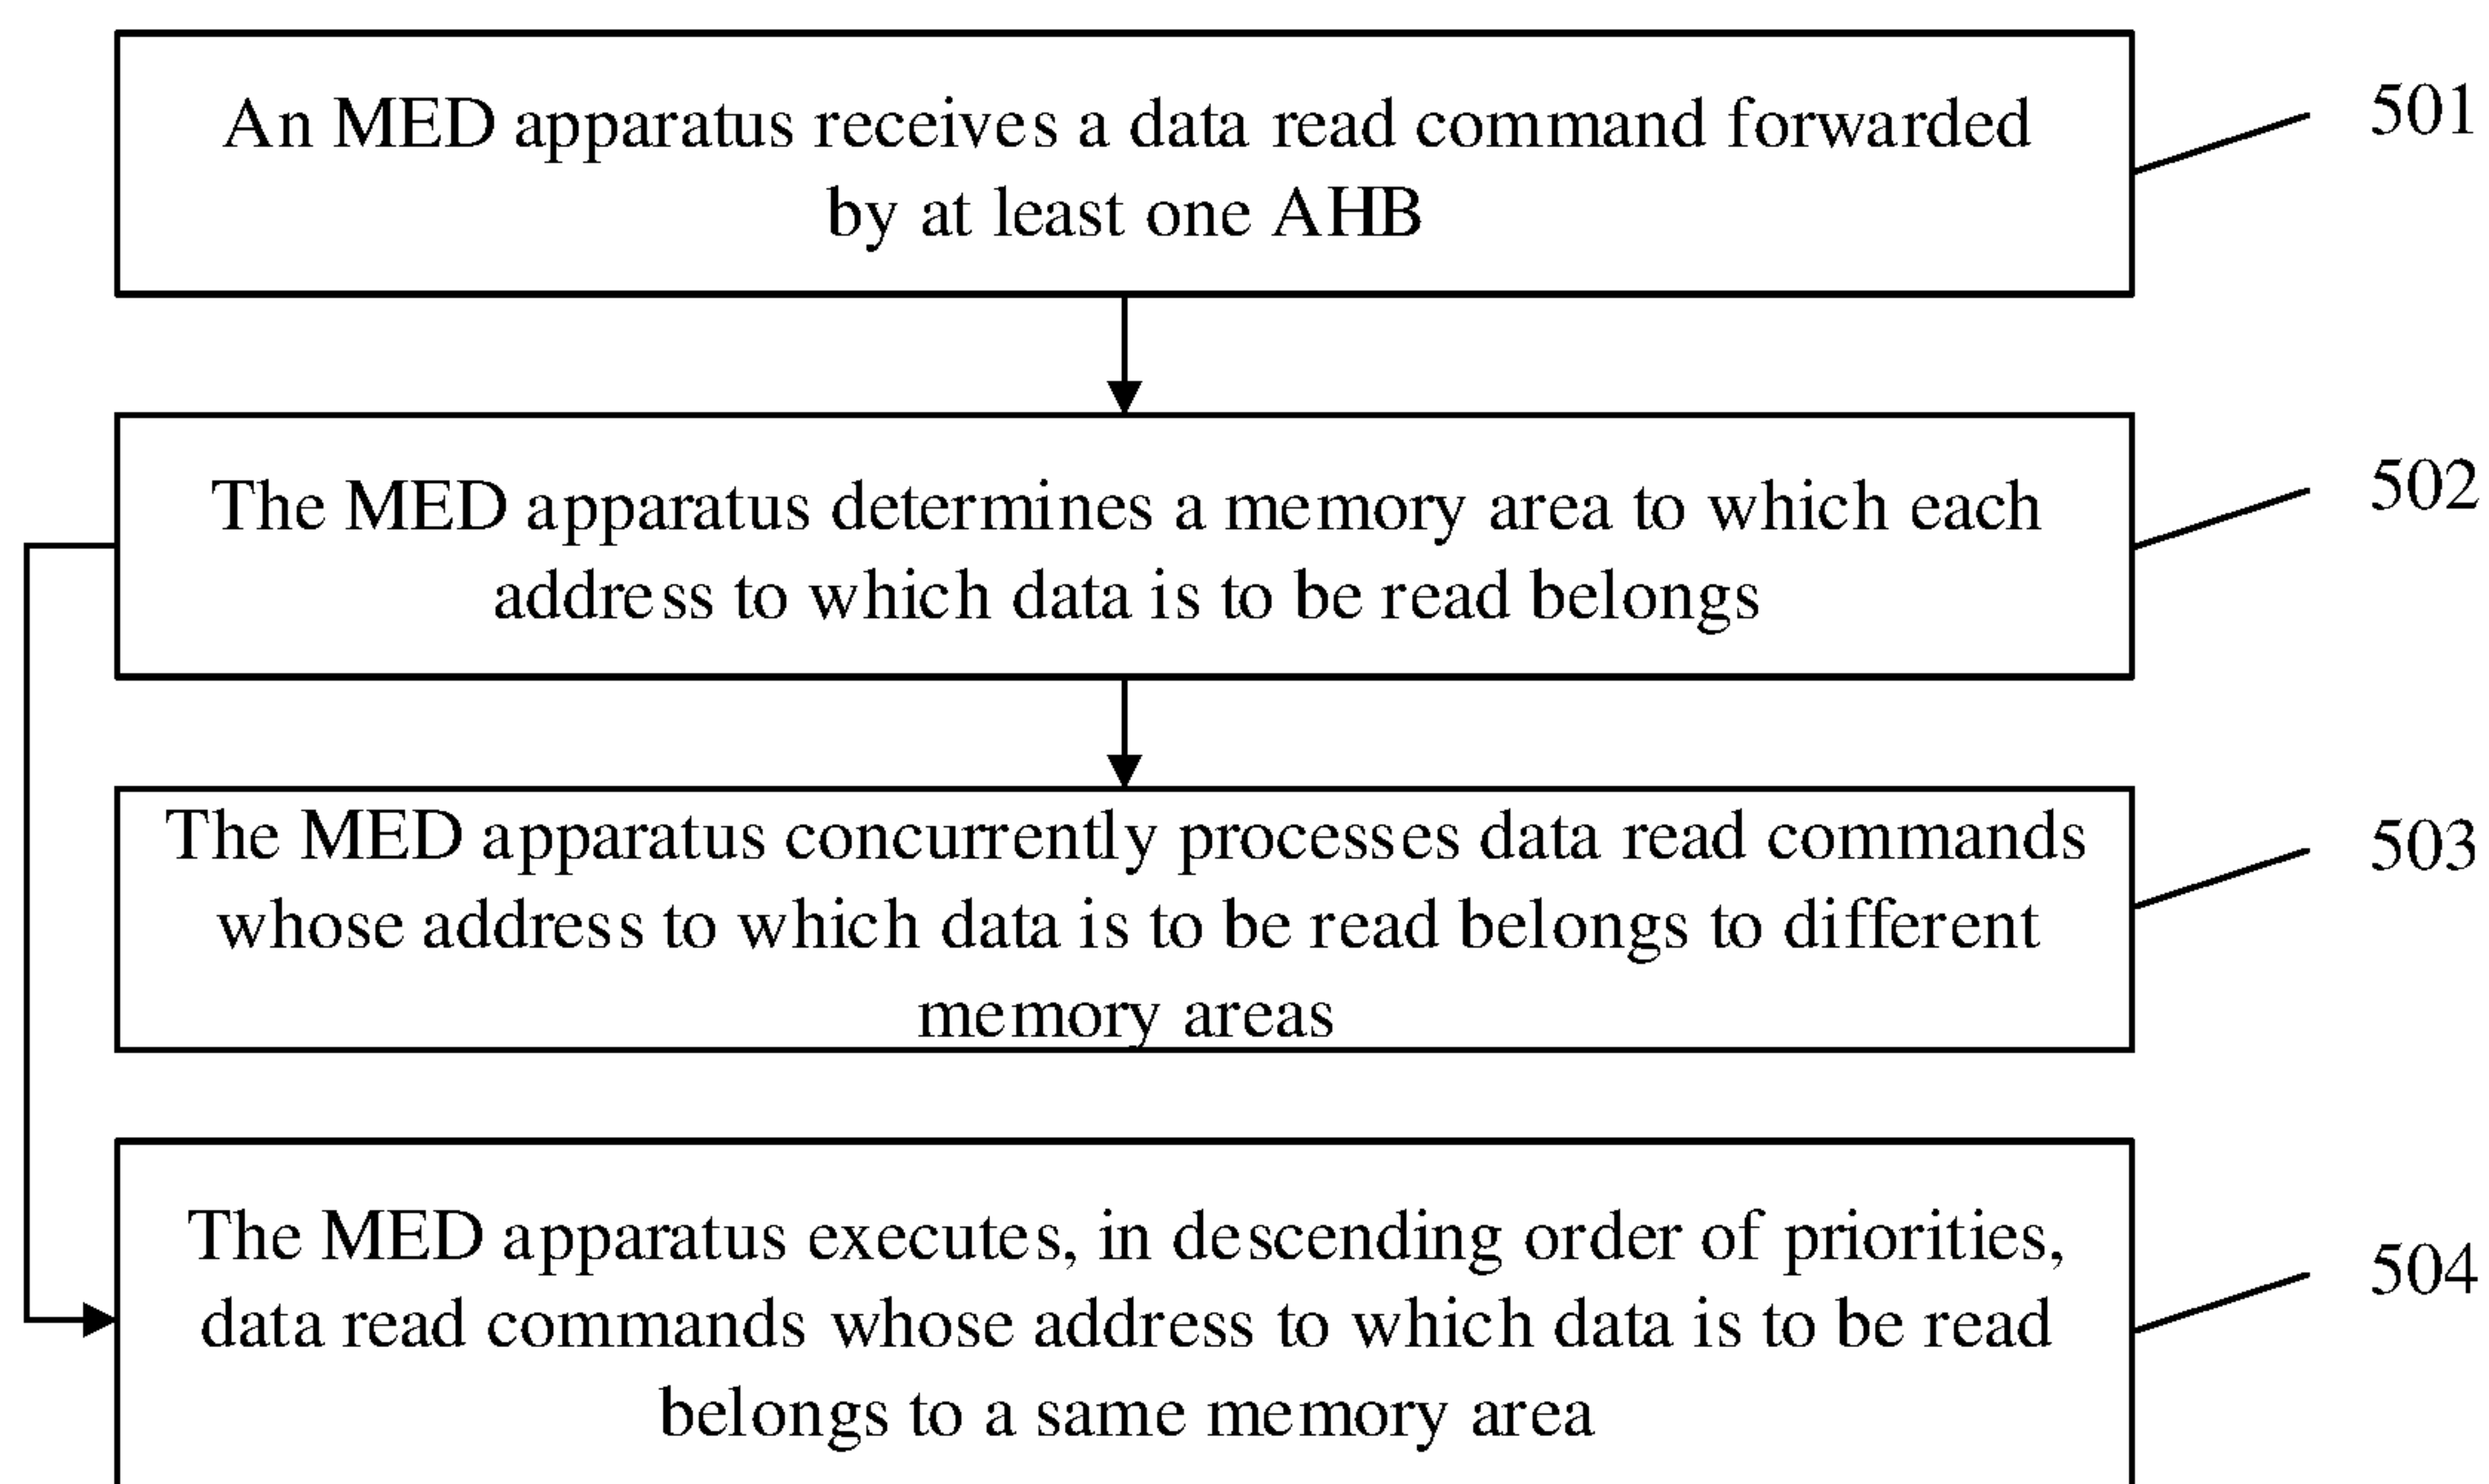 An MED apparatus receives a data read command forwarded
by at least one AHB
501
The MED apparatus determines a memory area to which each
address to which data is to be read belongs
502
The MED apparatus concurrently processes data read commands
whose address to which data is to be read belongs to different
memory areas
503
The MED apparatus executes, in descending order of priorities,
data read commands whose address to which data is to be read
belongs to a same memory area
504